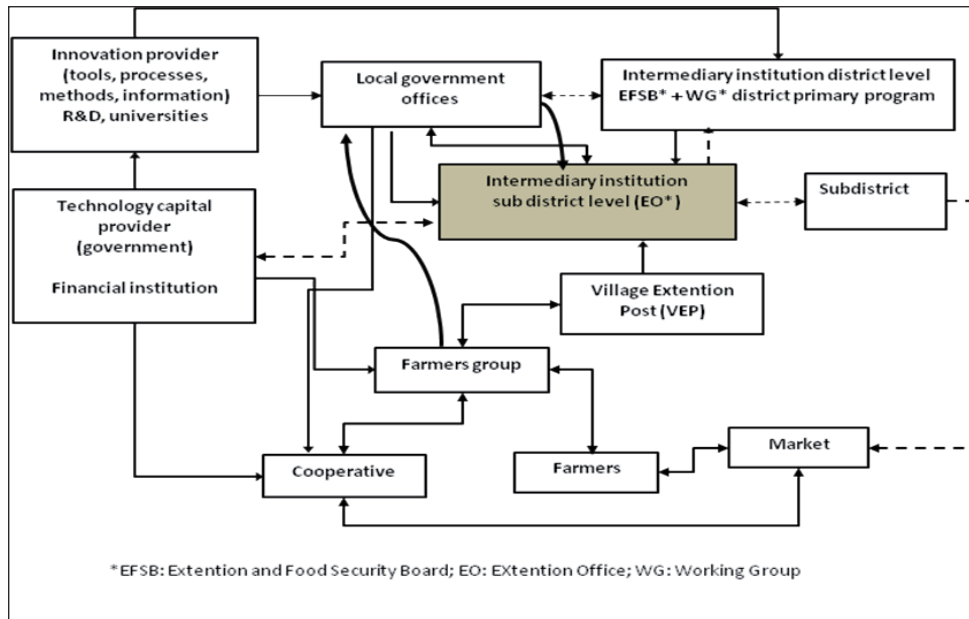 Innovation provider
(tools, processes,
methods, information)
R&D, universities
Local government
offices
Intermediary institution district level
EFSB* + WG* district primary program
Technology capital
provider
(government)
Financial institution
Intermediary institution
sub district level (EO*)
Subdistrict
Village Extention
Post (VEP)
Farmers group
Cooperative
Farmers
Market
*EFSB: Extention and Food Security Board; EO: EXtention Office; WG: Working Group